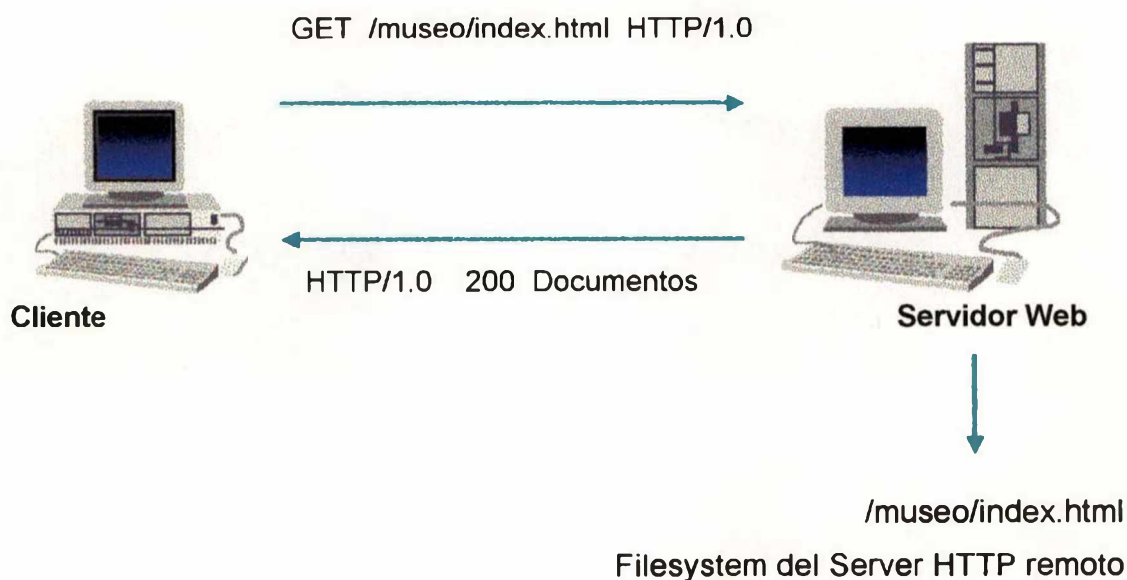 GET /museo/index.html HTTP/1.0
HTTP/1.0 200 Documentos
Cliente
Servidor Web
/museo/index.html
Filesystem del Server HTTP remoto